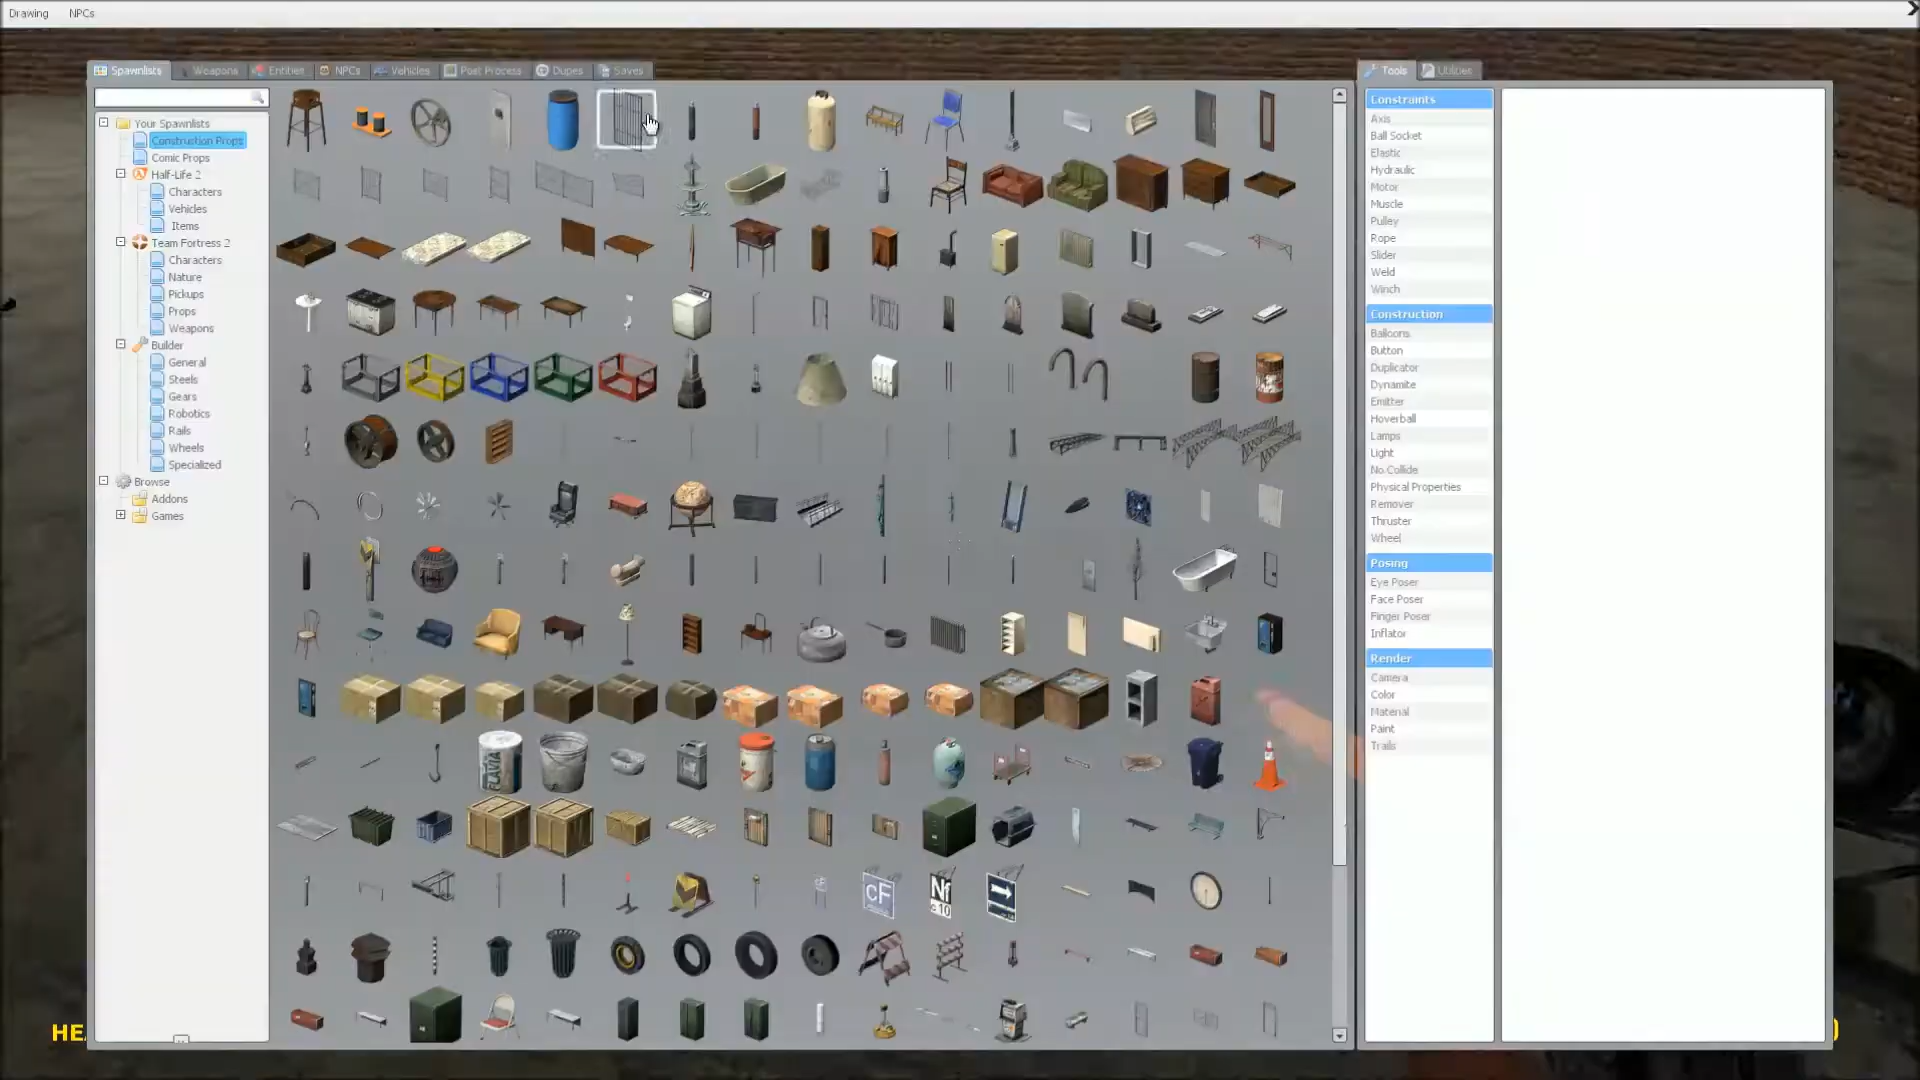 Drawing NPCs
Spawnlists Weapons Entities NPCs Vehicles Post Process Dupes Saves
Tools Utilities
Your Spawnlists
Construction Props
Comic Props
Half-Life 2
Characters
Vehicles
Items
Team Fortress 2
Characters
Nature
Pickups
Props
Weapons
Builder
General
Steels
Gears
Robotics
Rails
Wheels
Specialized
Browse
Addons
Games
FLAVIA
cF
Nf
c 10
Constraints
Axis
Ball Socket
Elastic
Hydraulic
Motor
Muscle
Pulley
Rope
Slider
Weld
Winch
Construction
Balloons
Button
Duplicator
Dynamite
Emitter
Hoverball
Lamps
Light
No Collide
Physical Properties
Remover
Thruster
Wheel
Posing
Eye Poser
Face Poser
Finger Poser
Inflator
Render
Camera
Color
Material
Paint
Trails
HEA